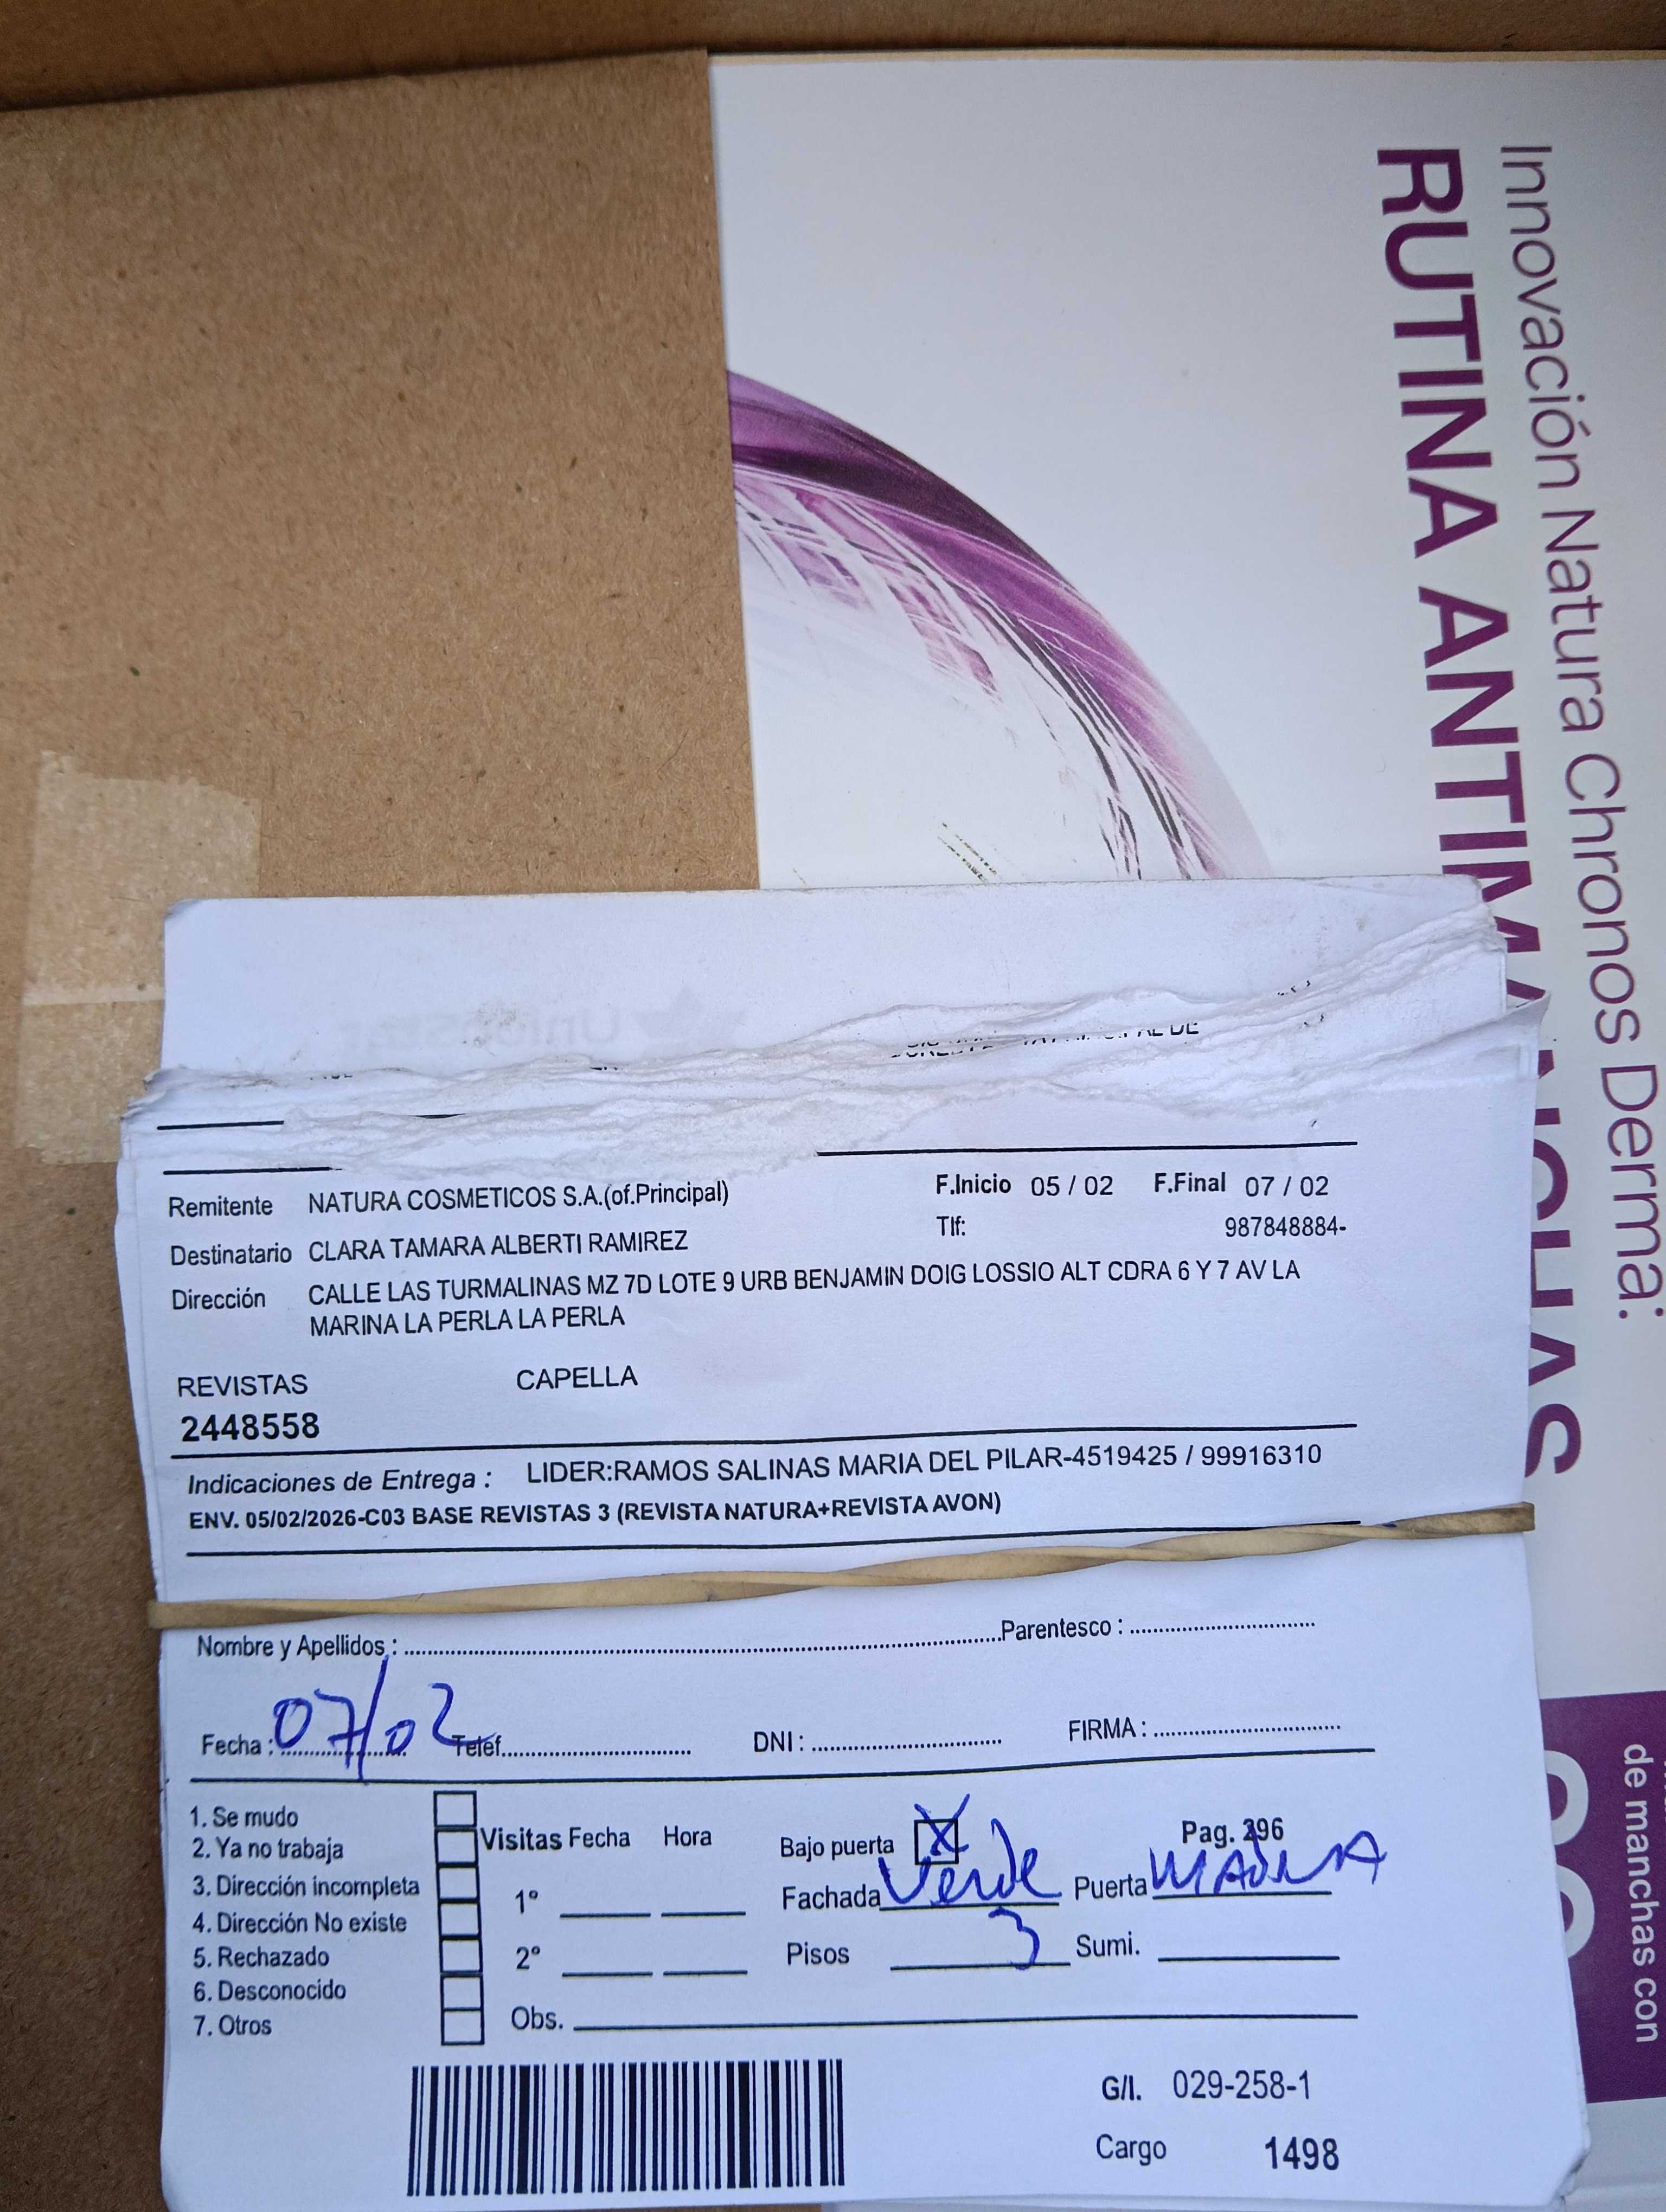 Innovación Natura Chronos Derma:
RUTINA ANTIMANCHAS
de manchas con
Remitente NATURA COSMETICOS S.A.(of.Principal) F.Inicio 05 / 02 F.Final 07 / 02
Destinatario CLARA TAMARA ALBERTI RAMIREZ Tlf: 987848884-
Dirección CALLE LAS TURMALINAS MZ 7D LOTE 9 URB BENJAMIN DOIG LOSSIO ALT CDRA 6 Y 7 AV LA
MARINA LA PERLA LA PERLA
REVISTAS CAPELLA
2448558
Indicaciones de Entrega : LIDER:RAMOS SALINAS MARIA DEL PILAR-4519425 / 99916310
ENV. 05/02/2026-C03 BASE REVISTAS 3 (REVISTA NATURA+REVISTA AVON)
Nombre y Apellidos : Parentesco :
Fecha : 07/02 Telef. DNI : FIRMA :
1. Se mudo
2. Ya no trabaja
3. Dirección incompleta
4. Dirección No existe
5. Rechazado
6. Desconocido
7. Otros
Visitas Fecha Hora
1°
2°
Obs.
Bajo puerta X Pag. 296
Fachada Verde Puerta
Pisos 3 Sumi.
G/I. 029-258-1
Cargo 1498